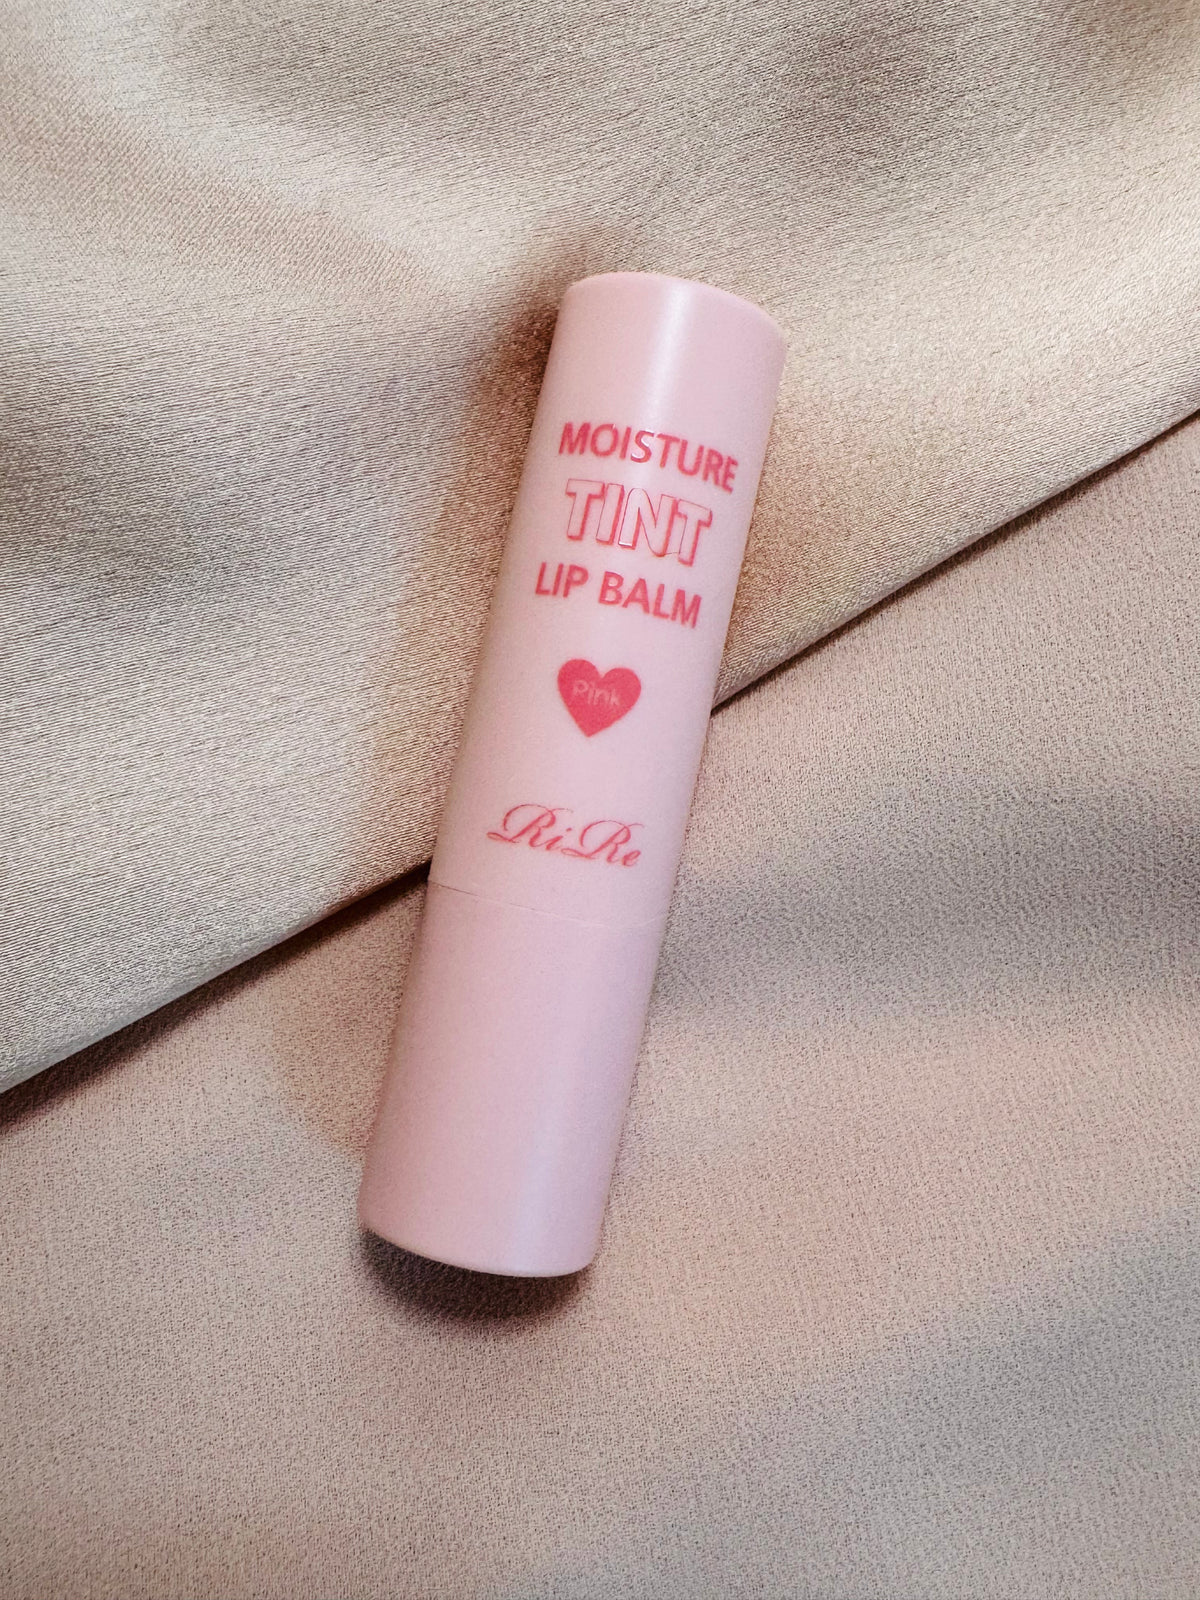 MOISTURE
TINT
LIP BALM
Pink
RiRe